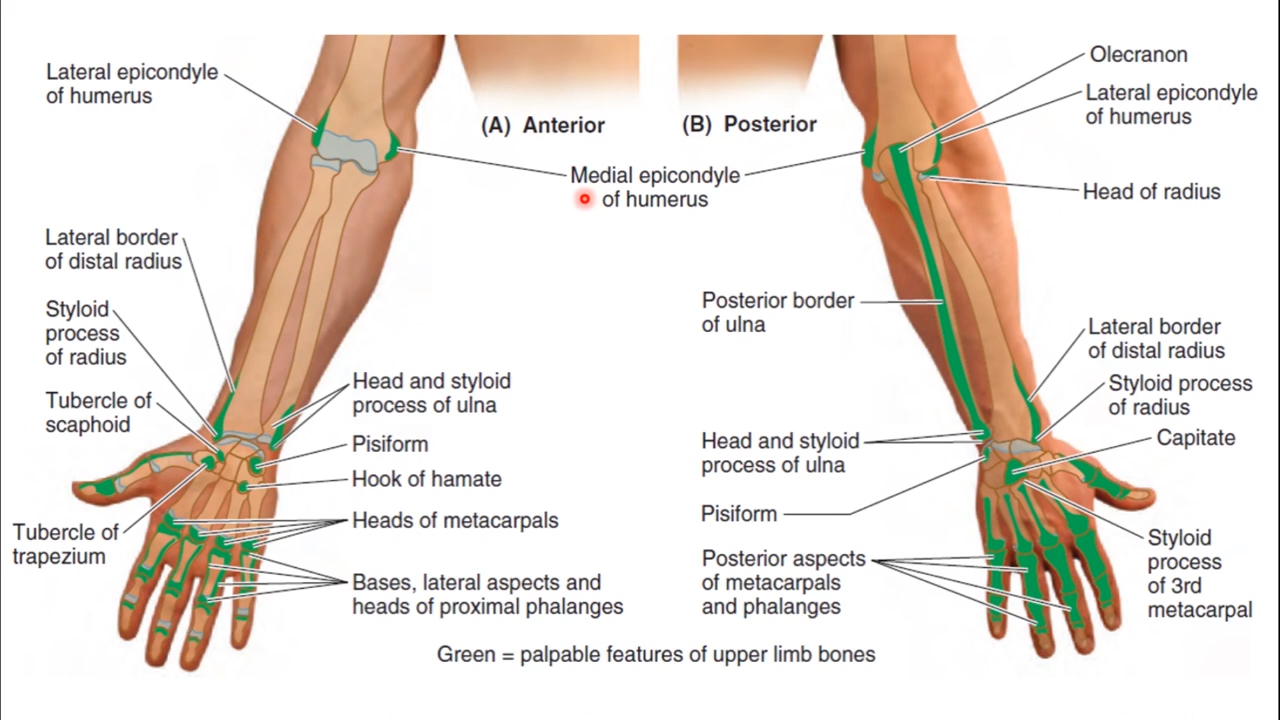 Lateral epicondyle
of humerus
(A) Anterior
Lateral border
of distal radius
Styloid
process
of radius
Tubercle of
scaphoid
Tubercle of
trapezium
Head and styloid
process of ulna
Pisiform
Hook of hamate
Heads of metacarpals
Bases, lateral aspects and
heads of proximal phalanges
Medial epicondyle
of humerus
(B) Posterior
Olecranon
Lateral epicondyle
of humerus
Head of radius
Posterior border
of ulna
Lateral border
of distal radius
Styloid process
of radius
Capitate
Head and styloid
process of ulna
Pisiform
Posterior aspects
of metacarpals
and phalanges
Styloid
process
of 3rd
metacarpal
Green = palpable features of upper limb bones